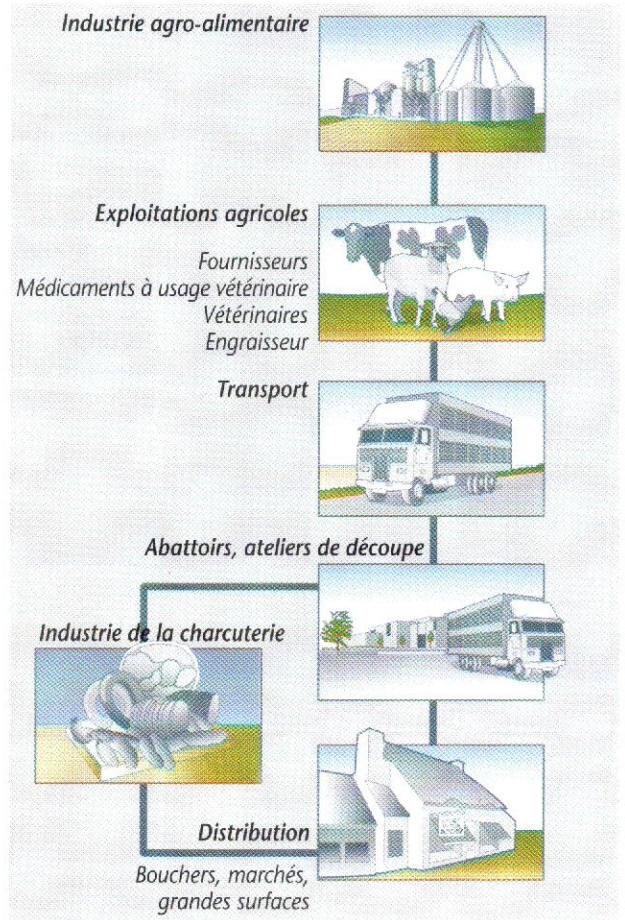 Industrie agro-alimentaire
Exploitations agricoles
Fournisseurs
Médicaments à usage vétérinaire
Vétérinaires
Engraisseur
Transport
Abattoirs, ateliers de découpe
Industrie de la charcuterie
Distribution
Bouchers, marchés,
grandes surfaces